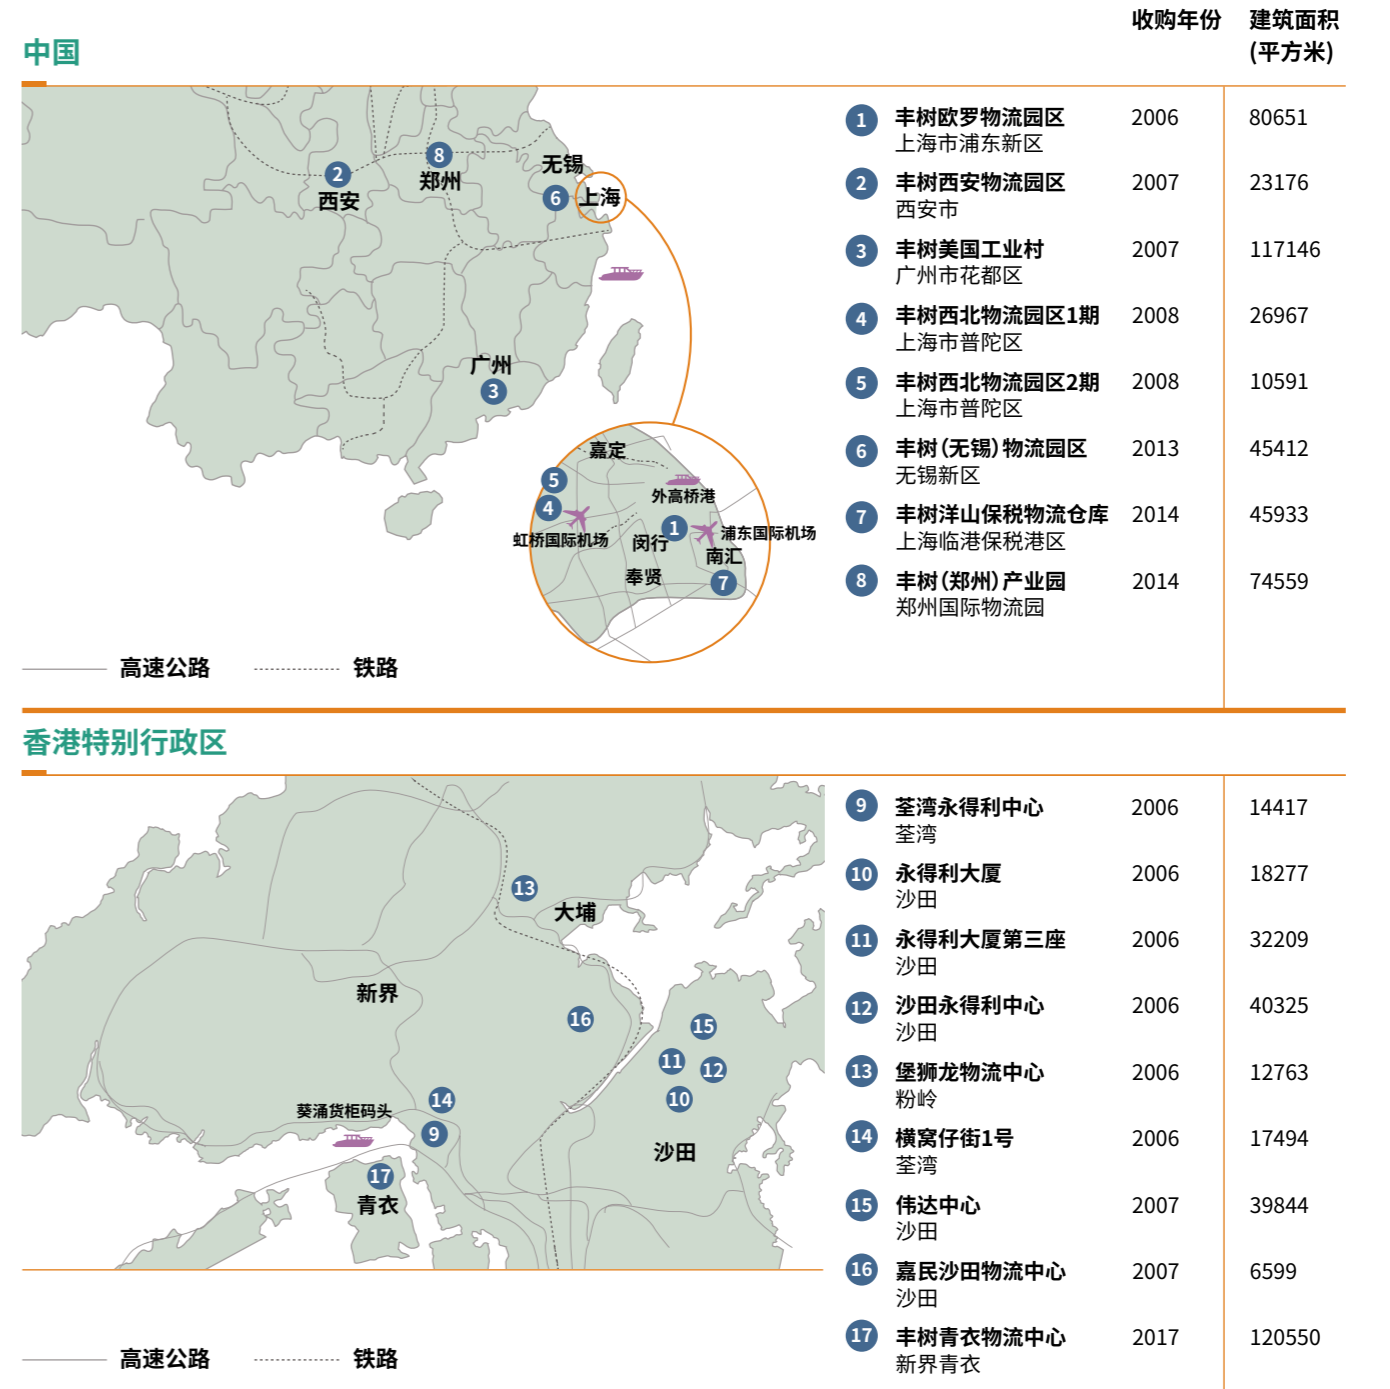 收购年份
建筑面积
(平方米)
中国
1 丰树欧罗物流园区 2006 80651
上海市浦东新区
2 丰树西安物流园区 2007 23176
西安市
3 丰树美国工业村 2007 117146
广州市花都区
4 丰树西北物流园区1期 2008 26967
上海市普陀区
5 丰树西北物流园区2期 2008 10591
上海市普陀区
6 丰树(无锡)物流园区 2013 45412
无锡新区
7 丰树洋山保税物流仓库 2014 45933
上海临港保税港区
8 丰树(郑州)产业园 2014 74559
郑州国际物流园
8
郑州
2
西安
无锡
6
上海
广州
3
嘉定
5
4
外高桥港
1
虹桥国际机场
闵行
浦东国际机场
南汇
奉贤
7
高速公路
铁路
香港特别行政区
9 荃湾永得利中心 2006 14417
荃湾
10 永得利大厦 2006 18277
沙田
11 永得利大厦第三座 2006 32209
沙田
12 沙田永得利中心 2006 40325
沙田
13 堡狮龙物流中心 2006 12763
粉岭
14 横窝仔街1号 2006 17494
荃湾
15 伟达中心 2007 39844
沙田
16 嘉民沙田物流中心 2007 6599
沙田
17 丰树青衣物流中心 2017 120550
新界青衣
13
大埔
新界
16
15
11
12
10
14
葵涌货柜码头
9
沙田
17
青衣
高速公路
铁路